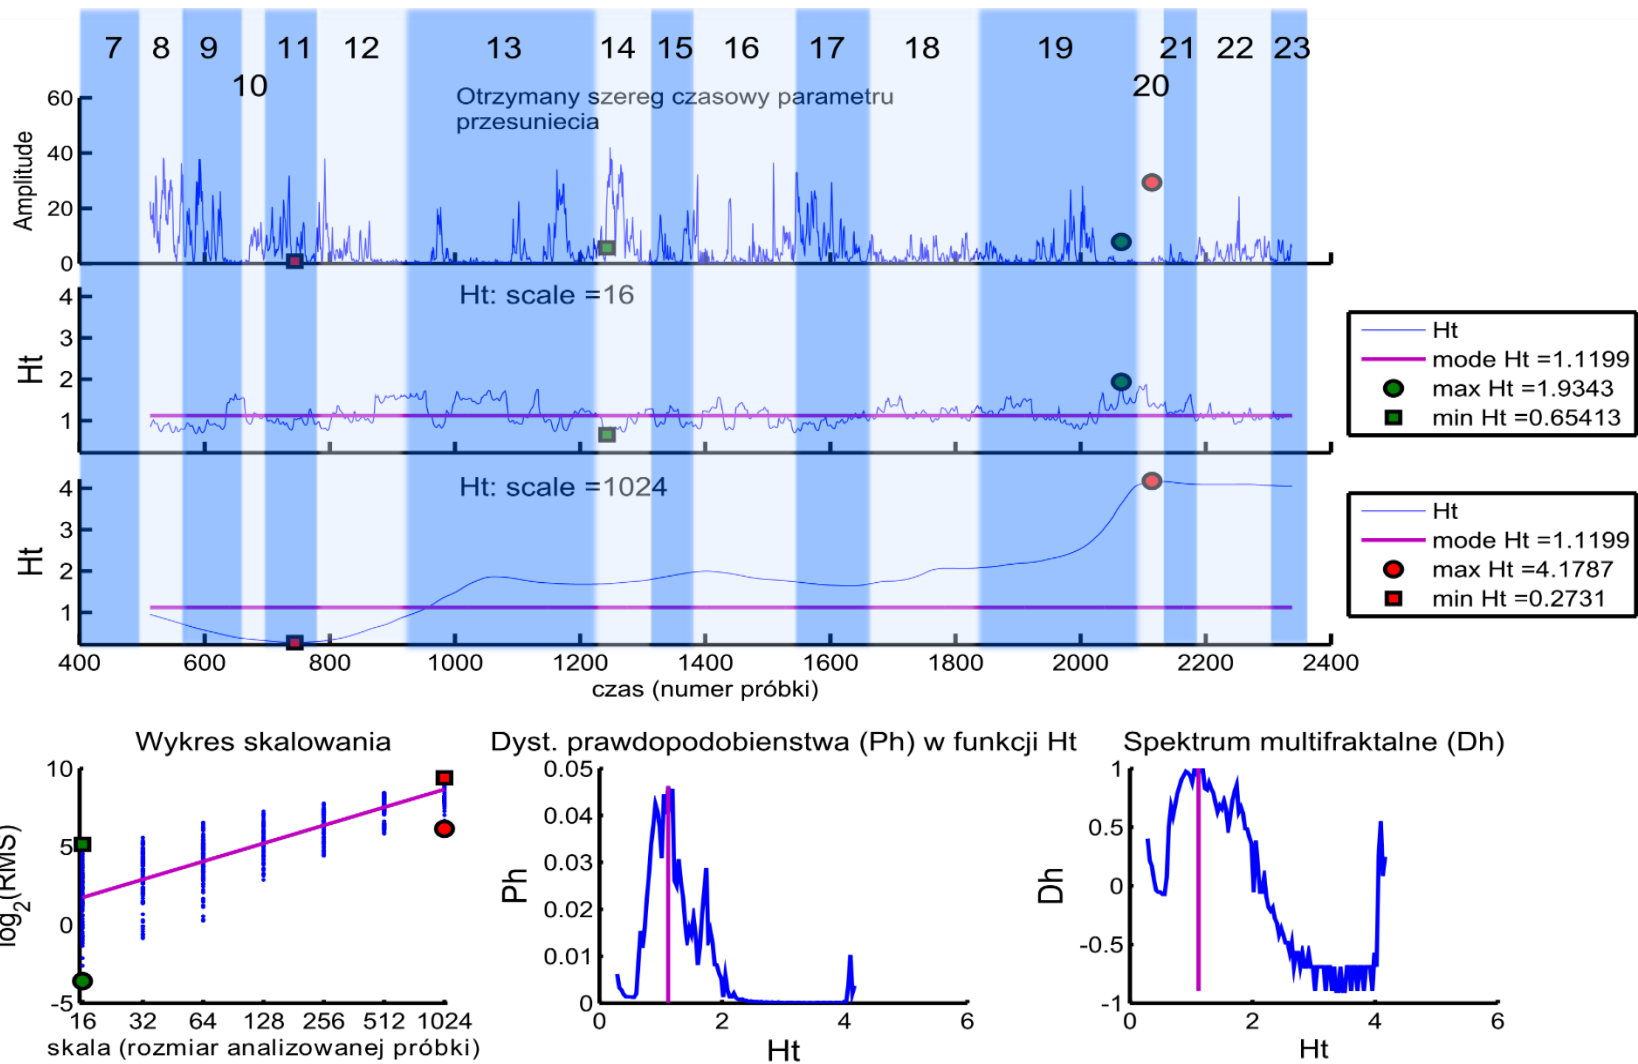 7 8 9 11 12 13 14 15 16 17 18 19 21 22 23
10 20
60
Otrzymany szereg czasowy parametru
przesuniecia
40
20
0
Amplitude
Ht: scale =16
4
3
2
1
Ht
Ht
mode Ht =1.1199
max Ht =1.9343
min Ht =0.65413
Ht: scale =1024
4
3
2
1
Ht
Ht
mode Ht =1.1199
max Ht =4.1787
min Ht =0.2731
400 600 800 1000 1200 1400 1600 1800 2000 2200 2400
czas (numer próbki)
Wykres skalowania
10
5
0
-5
log2(RMS)
16 32 64 128 256 512 1024
skala (rozmiar analizowanej próbki)
Dyst. prawdopodobienstwa (Ph) w funkcji Ht
0.05
0.04
0.03
0.02
0.01
0
Ph
0 2 4 6
Ht
Spektrum multifraktalne (Dh)
1
0.5
0
-0.5
-1
Dh
0 2 4 6
Ht